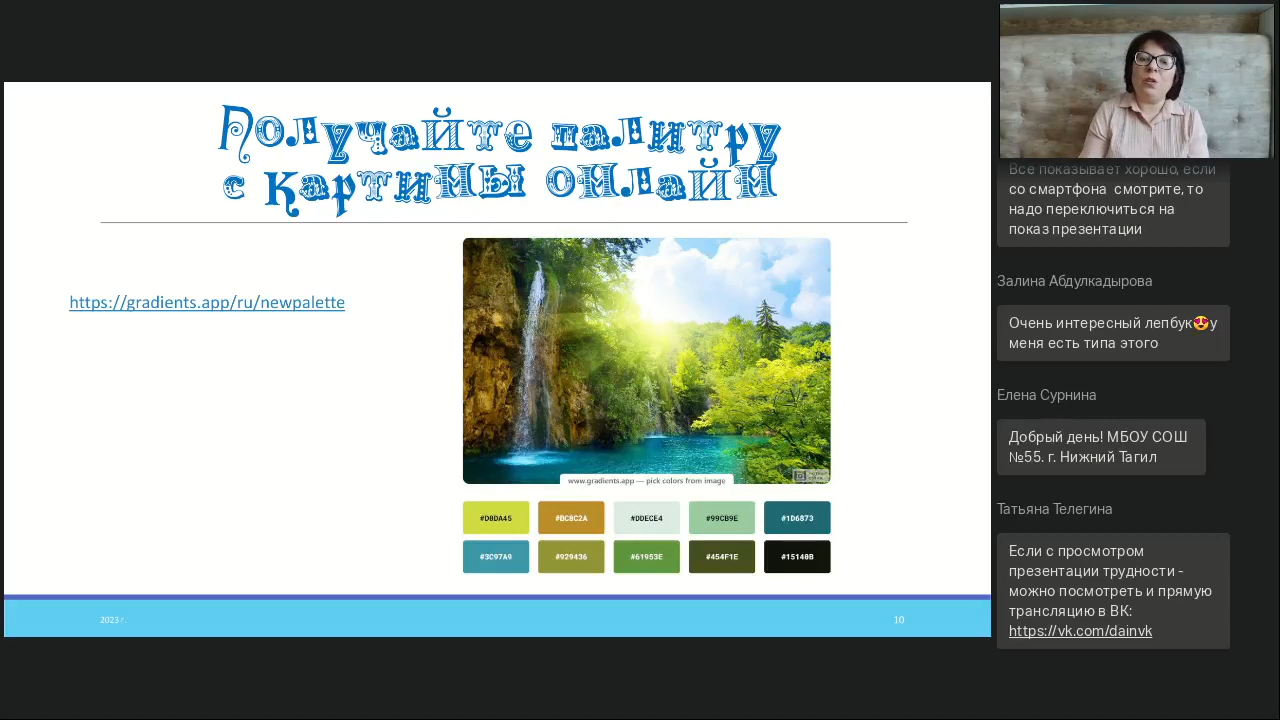 Получайте палитру
с картины онлайн
https://gradients.app/ru/newpalette
www.gradients.app — pick colors from image
#D8DA45
#BC8C2A
#DDECE4
#99CB9E
#1D6873
#3C97A9
#929436
#61953E
#454F1E
#15140B
2023 г.
10
Все показывает хорошо, если
со смартфона смотрите, то
надо переключиться на
показ презентации
Залина Абдулкадырова
Очень интересный лепбук😍у
меня есть типа этого
Елена Сурнина
Добрый день! МБОУ СОШ
№55. г. Нижний Тагил
Татьяна Телегина
Если с просмотром
презентации трудности -
можно посмотреть и прямую
трансляцию в ВК:
https://vk.com/dainvk